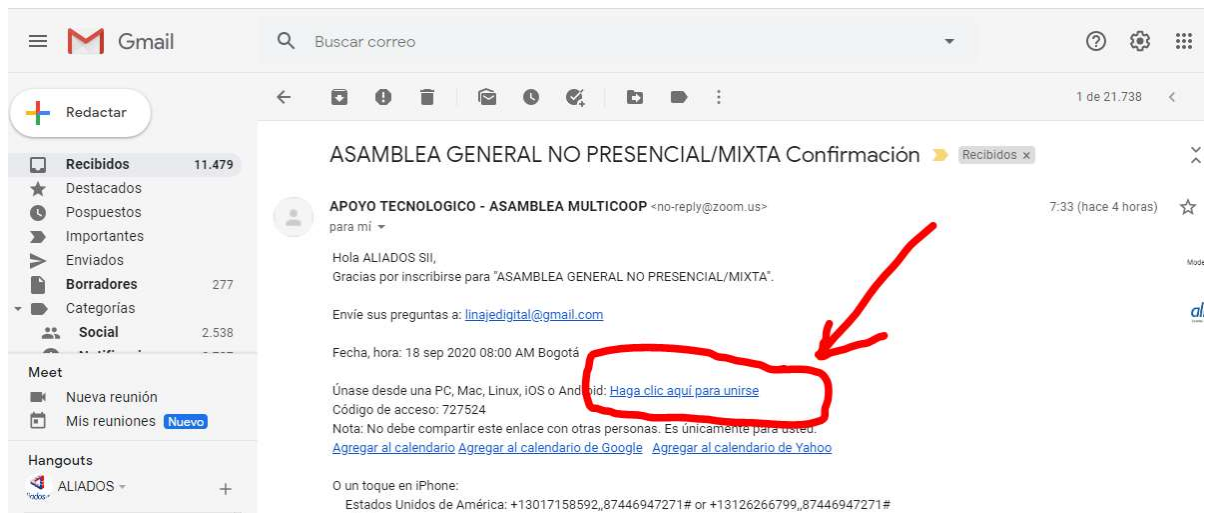 Gmail
Buscar correo
Redactar
1 de 21.738
Recibidos 11.479
Destacados
Pospuestos
Importantes
Enviados
Borradores 277
Categorías
Social 2.538
Meet
Nueva reunión
Mis reuniones Nuevo
Hangouts
ALIADOS
ASAMBLEA GENERAL NO PRESENCIAL/MIXTA Confirmación Recibidos x
APOYO TECNOLOGICO - ASAMBLEA MULTICOOP <no-reply@zoom.us> 7:33 (hace 4 horas)
para mí
Hola ALIADOS SII,
Gracias por inscribirse para "ASAMBLEA GENERAL NO PRESENCIAL/MIXTA".
Envíe sus preguntas a: linajedigital@gmail.com
Fecha, hora: 18 sep 2020 08:00 AM Bogotá
Únase desde una PC, Mac, Linux, iOS o Android: Haga clic aquí para unirse
Código de acceso: 727524
Nota: No debe compartir este enlace con otras personas. Es únicamente para usted.
Agregar al calendario Agregar al calendario de Google Agregar al calendario de Yahoo
O un toque en iPhone:
Estados Unidos de América: +13017158592,,87446947271# or +13126266799,,87446947271#